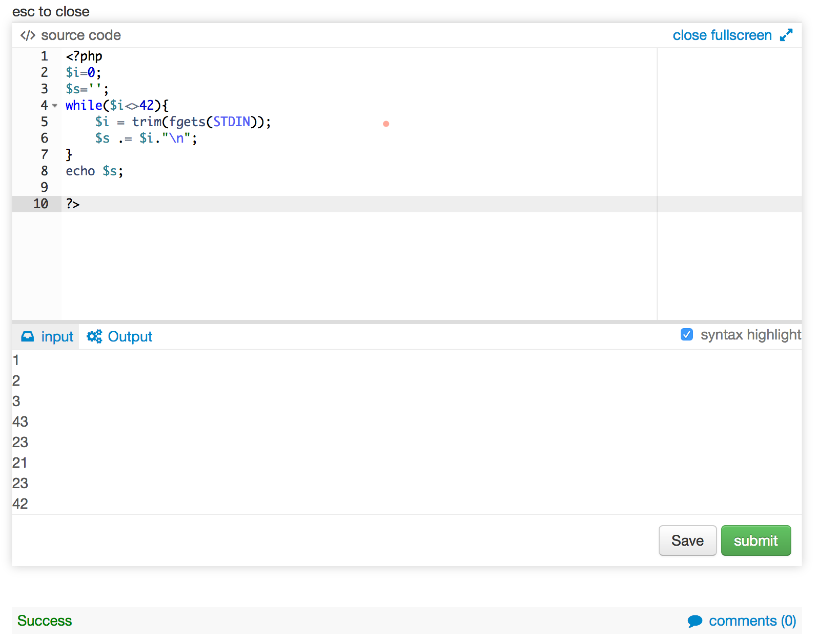 esc to close
</> source code close fullscreen
1 <?php
2 $i=0;
3 $s='';
4 while($i<>42){
5 $i = trim(fgets(STDIN));
6 $s .= $i."\n";
7 }
8 echo $s;
9
10 ?>
input Output syntax highlight
1
2
3
43
23
21
23
42
Save submit
Success comments (0)